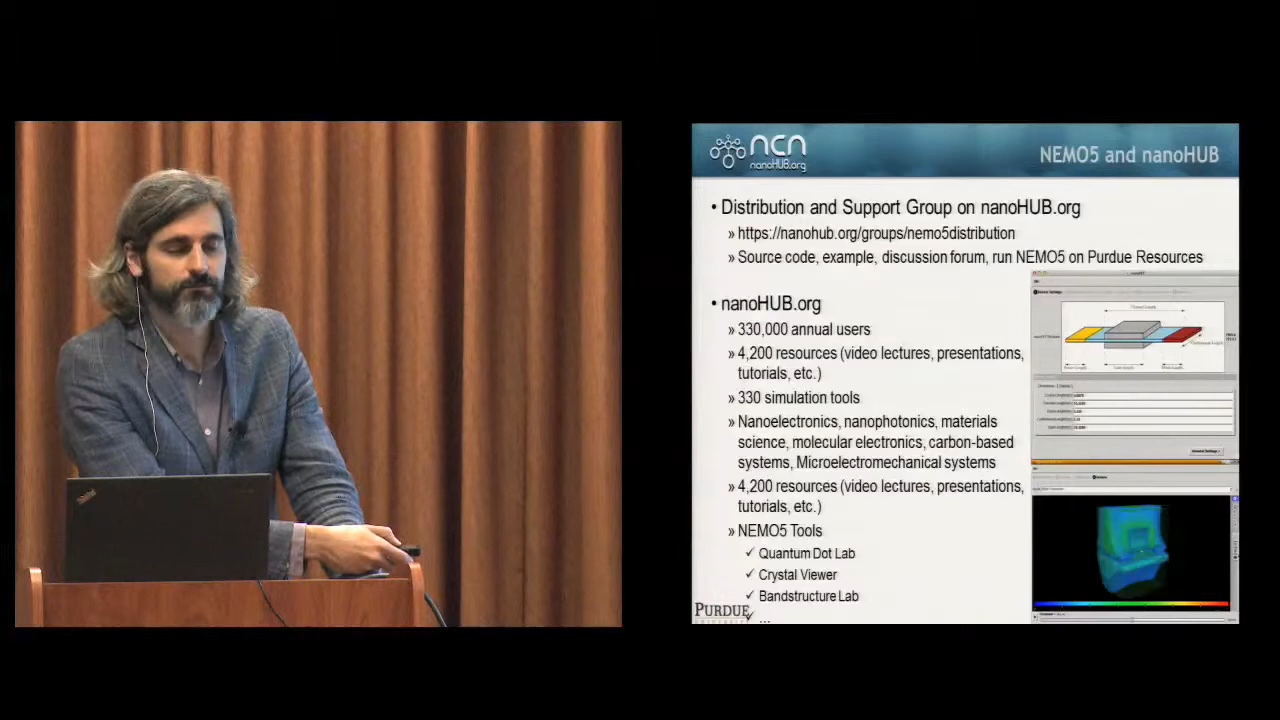 ncn
nanoHUB.org
NEMO5 and nanoHUB
• Distribution and Support Group on nanoHUB.org
» https://nanohub.org/groups/nemo5distribution
» Source code, example, discussion forum, run NEMO5 on Purdue Resources
• nanoHUB.org
» 330,000 annual users
» 4,200 resources (video lectures, presentations,
tutorials, etc.)
» 330 simulation tools
» Nanoelectronics, nanophotonics, materials
science, molecular electronics, carbon-based
systems, Microelectromechanical systems
» 4,200 resources (video lectures, presentations,
tutorials, etc.)
» NEMO5 Tools
✓ Quantum Dot Lab
✓ Crystal Viewer
✓ Bandstructure Lab
✓ ...
PURDUE
ThinkPad